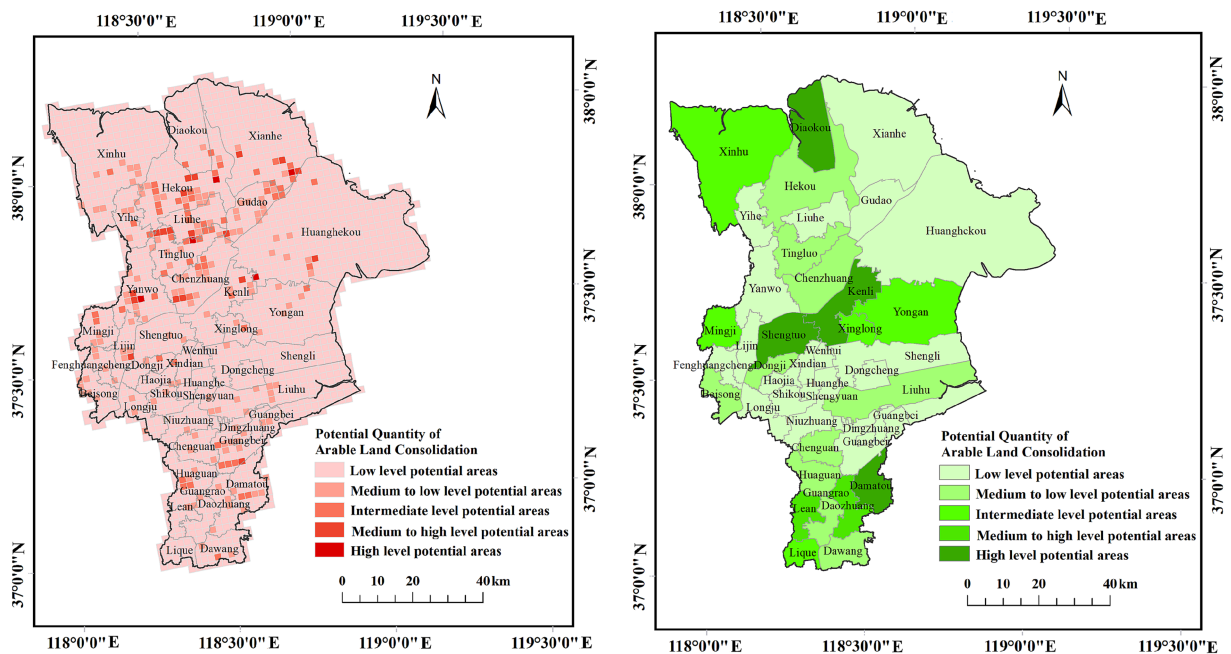 118°30'0"E 119°0'0"E 119°30'0"E
38°0'0"N
38°0'0"N
37°30'0"N
37°30'0"N
37°0'0"N
37°0'0"N
N
Diaokou
Xianhe
Xinhu
Hekou
Gudao
Yihe
Liuhe
Huanghekou
Tingluo
Chenzhuang
Yanwo
Kenli
Yongan
Mingji
Shengtuo
Xinglong
Lijin
Wenhui
Shengli
Fenghuangcheng
Dongji
Xindian
Dongcheng
Haojia
Huanghe
Liuhu
Beisong
Shikou
Shengyuan
Longju
Guangbei
Niuzhuang
Dingzhuang
Chenguan
Guangbei
Huaguan
Damatou
Guangrao
Lean
Daozhuang
Lique
Dawang
Potential Quantity of
Arable Land Consolidation
Low level potential areas
Medium to low level potential areas
Intermediate level potential areas
Medium to high level potential areas
High level potential areas
0 10 20 40 km
118°0'0"E 118°30'0"E 119°0'0"E 119°30'0"E
118°30'0"E 119°0'0"E 119°30'0"E
38°0'0"N
38°0'0"N
37°30'0"N
37°30'0"N
37°0'0"N
37°0'0"N
N
Diaokou
Xianhe
Xinhu
Hekou
Gudao
Yihe
Liuhe
Huanghekou
Tingluo
Chenzhuang
Yanwo
Kenli
Yongan
Mingji
Shengtuo
Xinglong
Lijin
Wenhui
Shengli
Fenghuangcheng
Dongji
Xindian
Dongcheng
Haojia
Huanghe
Liuhu
Beisong
Shikou
Shengyuan
Longju
Guangbei
Niuzhuang
Dingzhuang
Chenguan
Guangbei
Huaguan
Damatou
Guangrao
Lean
Daozhuang
Lique
Dawang
Potential Quantity of
Arable Land Consolidation
Low level potential areas
Medium to low level potential areas
Intermediate level potential areas
Medium to high level potential areas
High level potential areas
0 10 20 40 km
118°0'0"E 118°30'0"E 119°0'0"E 119°30'0"E